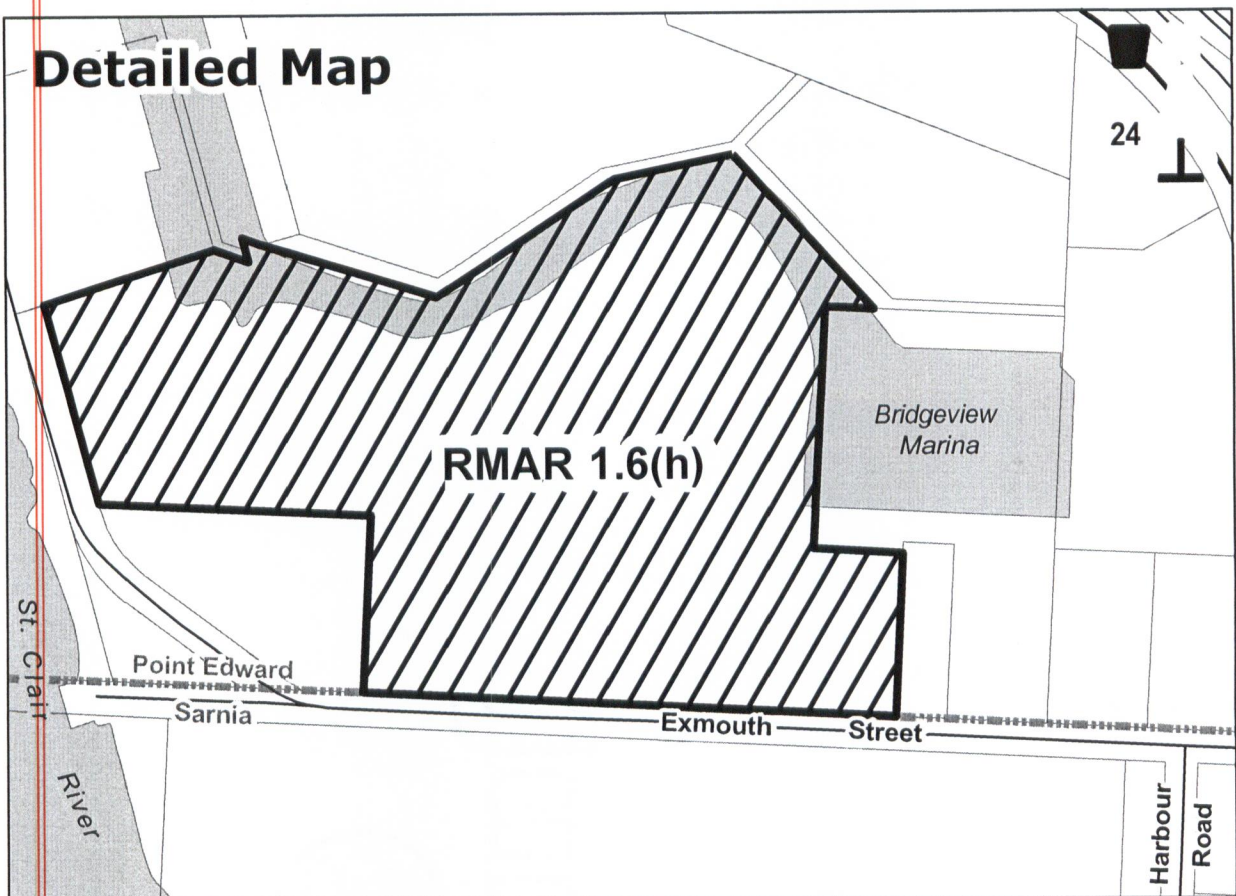 Detailed Map
24
Bridgeview
Marina
RMAR 1.6(h)
St. Clair
River
Point Edward
Sarnia
Exmouth Street
Harbour
Road